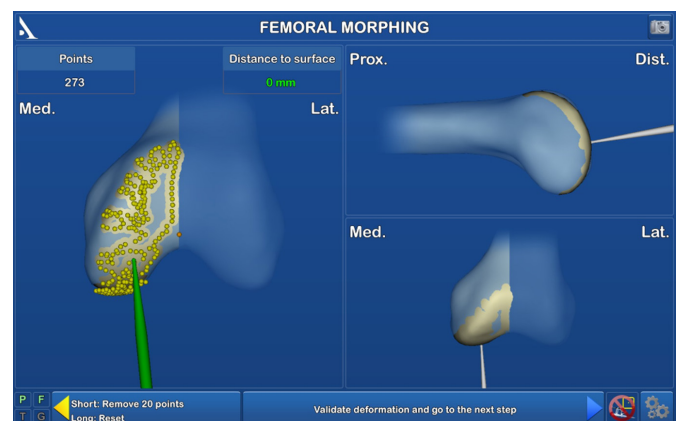 FEMORAL MORPHING
Points
Distance to surface
273
0 mm
Med.
Lat.
Prox.
Dist.
Med.
Lat.
P F
T G
Short: Remove 20 points
Long: Reset
Validate deformation and go to the next step